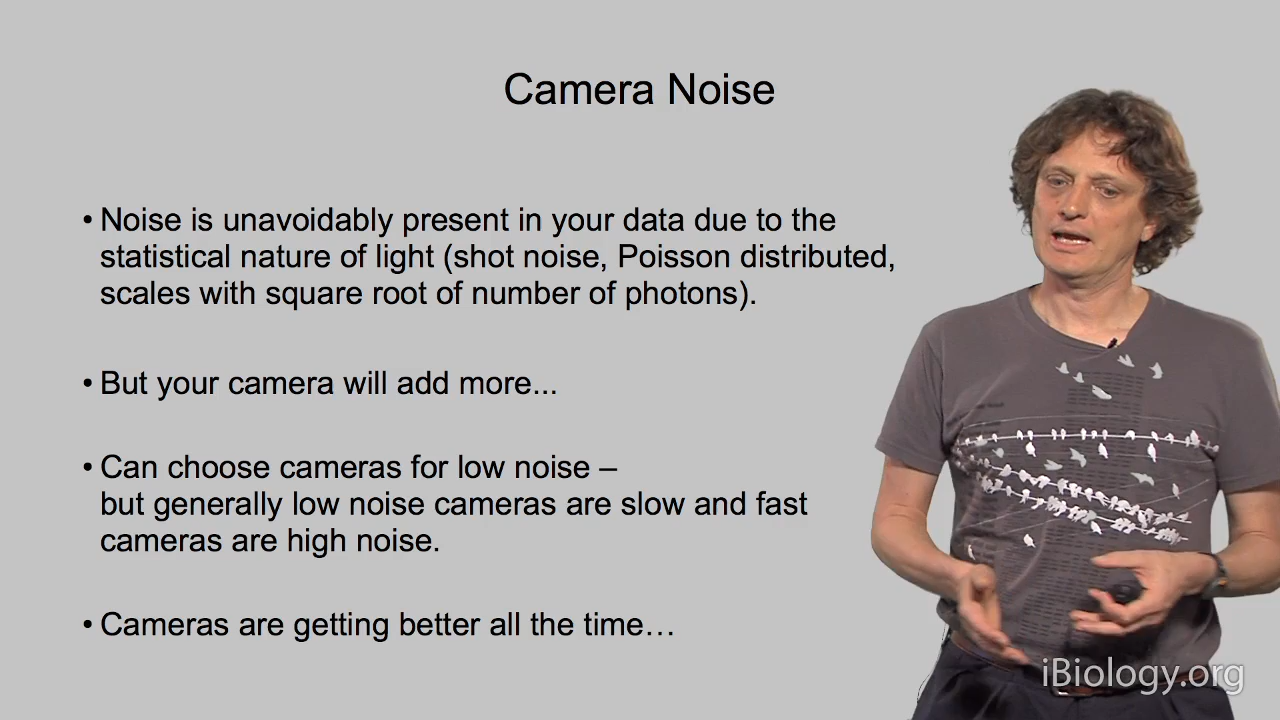 Camera Noise
• Noise is unavoidably present in your data due to the
statistical nature of light (shot noise, Poisson distributed,
scales with square root of number of photons).
• But your camera will add more...
• Can choose cameras for low noise –
but generally low noise cameras are slow and fast
cameras are high noise.
• Cameras are getting better all the time…
iBiology.org